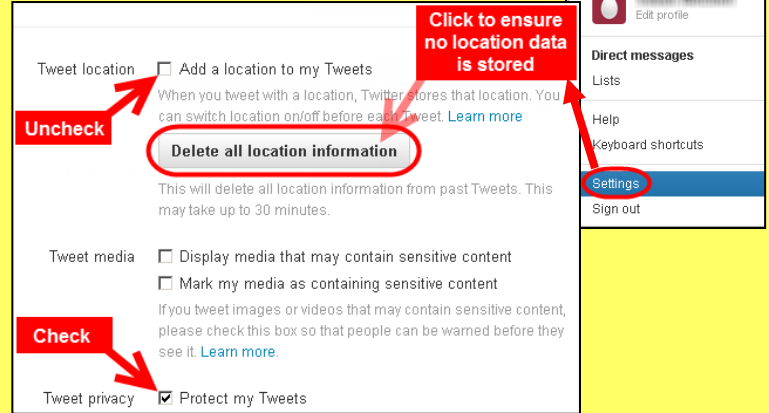 Click to ensure
no location data
is stored
Tweet location
Add a location to my Tweets
When you tweet with a location, Twitter stores that location. You
can switch location on/off before each Tweet. Learn more
Uncheck
Delete all location information
This will delete all location information from past Tweets. This
may take up to 30 minutes.
Tweet media
Display media that may contain sensitive content
Mark my media as containing sensitive content
If you tweet images or videos that may contain sensitive content,
please check this box so that people can be warned before they
see it. Learn more.
Check
Tweet privacy
Protect my Tweets
Edit profile
Direct messages
Lists
Help
Keyboard shortcuts
Settings
Sign out